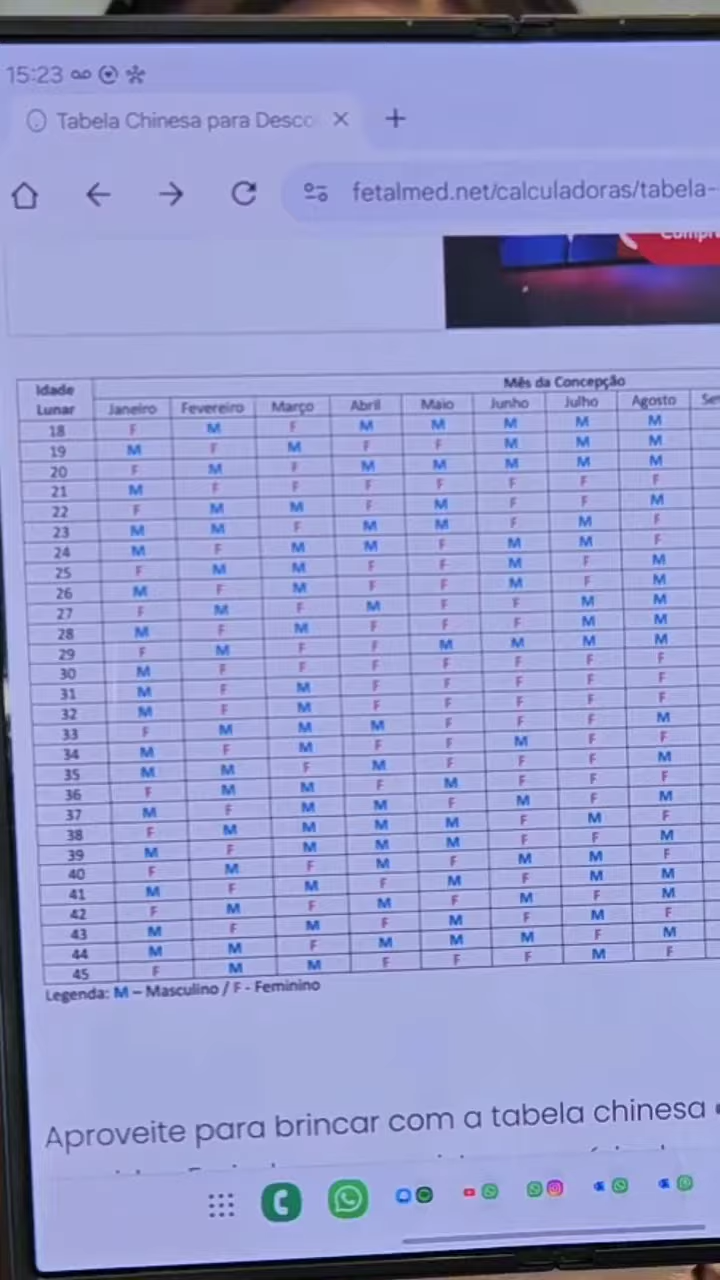 15:23
Tabela Chinesa para Desco
fetalmed.net/calculadoras/tabela-
Idade Lunar Mês da Concepção
Janeiro Fevereiro Março Abril Maio Junho Julho Agosto Se
18 F M F M M M M M
19 M F M F F M M M
20 F M F M M M M M
21 M F F F F F F F
22 F M M F M F F M
23 M M F M M F M F
24 M F M M F M M F
25 F M M F F M F M
26 M F M F F M F M
27 F M F M F F M M
28 M F M F F F M M
29 F M F F M M M M
30 M F F F F F F F
31 M F M F F F F F
32 M F M F F F F F
33 F M M M F F F M
34 M F M F F M F F
35 M M F M F F F M
36 F M M F M F F F
37 M F M M F M F M
38 F M M M M F M F
39 M F M M M F F M
40 F M F M F M M F
41 M F M F M F M M
42 F M F M F M F M
43 M F M F M F M F
44 M M F M M M F M
45 F M M F F F M F
Legenda: M – Masculino / F - Feminino
Aproveite para brincar com a tabela chinesa